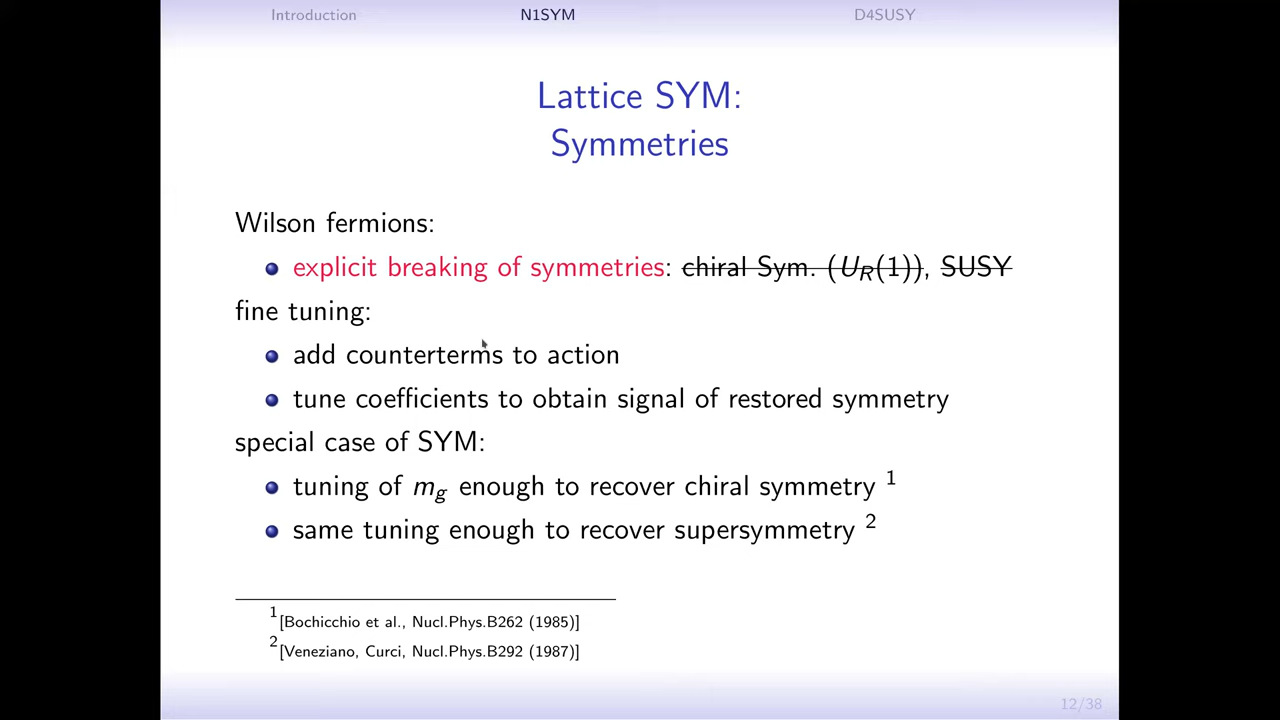 Introduction N1SYM D4SUSY
Lattice SYM:
Symmetries
Wilson fermions:
explicit breaking of symmetries: chiral Sym. (U_R(1)), SUSY
fine tuning:
add counterterms to action
tune coefficients to obtain signal of restored symmetry
special case of SYM:
tuning of m_g enough to recover chiral symmetry 1
same tuning enough to recover supersymmetry 2
1[Bochicchio et al., Nucl.Phys.B262 (1985)]
2[Veneziano, Curci, Nucl.Phys.B292 (1987)]
12/38